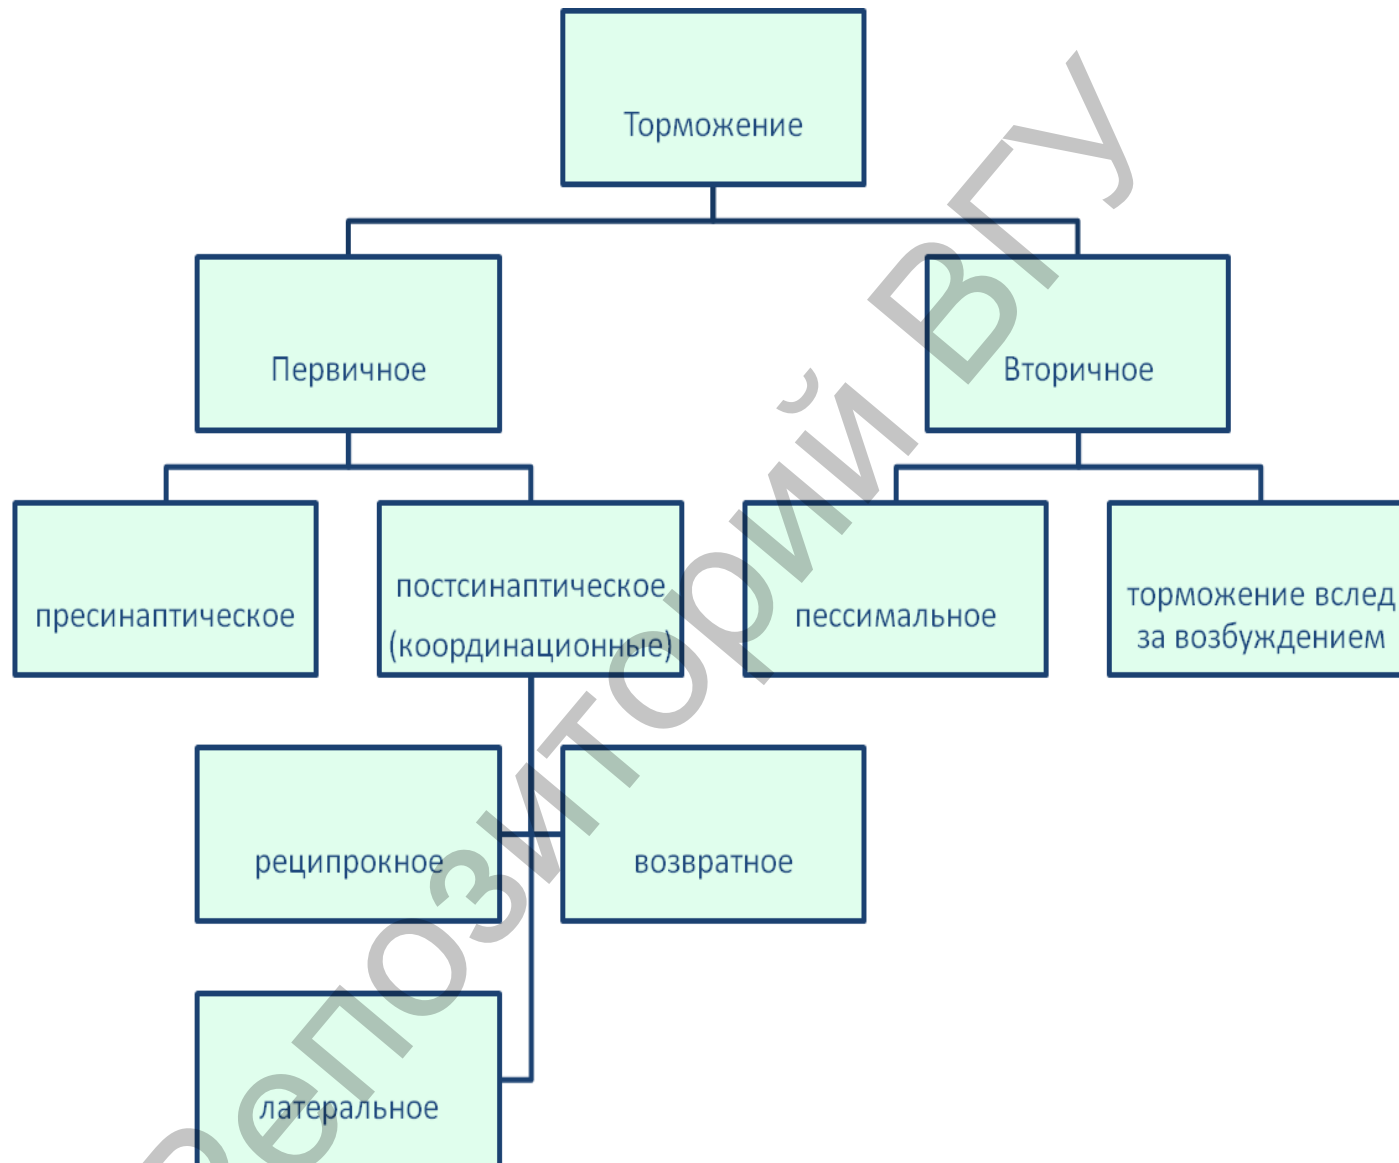 Торможение
Первичное
Вторичное
пресинаптическое
постсинаптическое
(координационные)
пессимальное
торможение вслед
за возбуждением
реципрокное
возвратное
латеральное
Репозиторий ВГУ